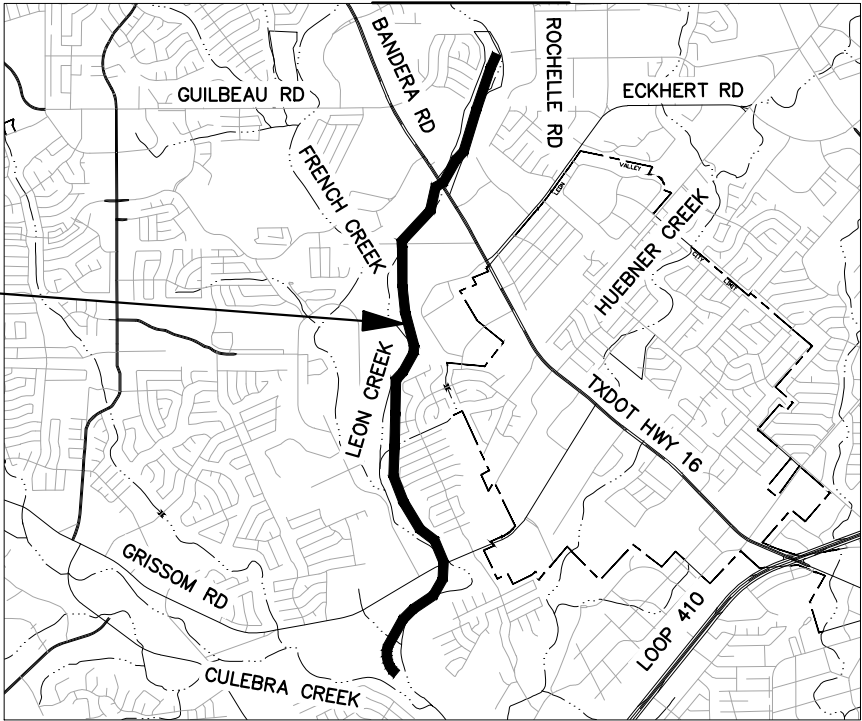 BANDERA RD
ROCHELLE RD
ECKHERT RD
GUILBEAU RD
FRENCH CREEK
LEON
VALLEY
HUEBNER CREEK
CITY
LIMIT
LEON CREEK
TXDOT HWY 16
GRISSOM RD
LOOP 410
CULEBRA CREEK